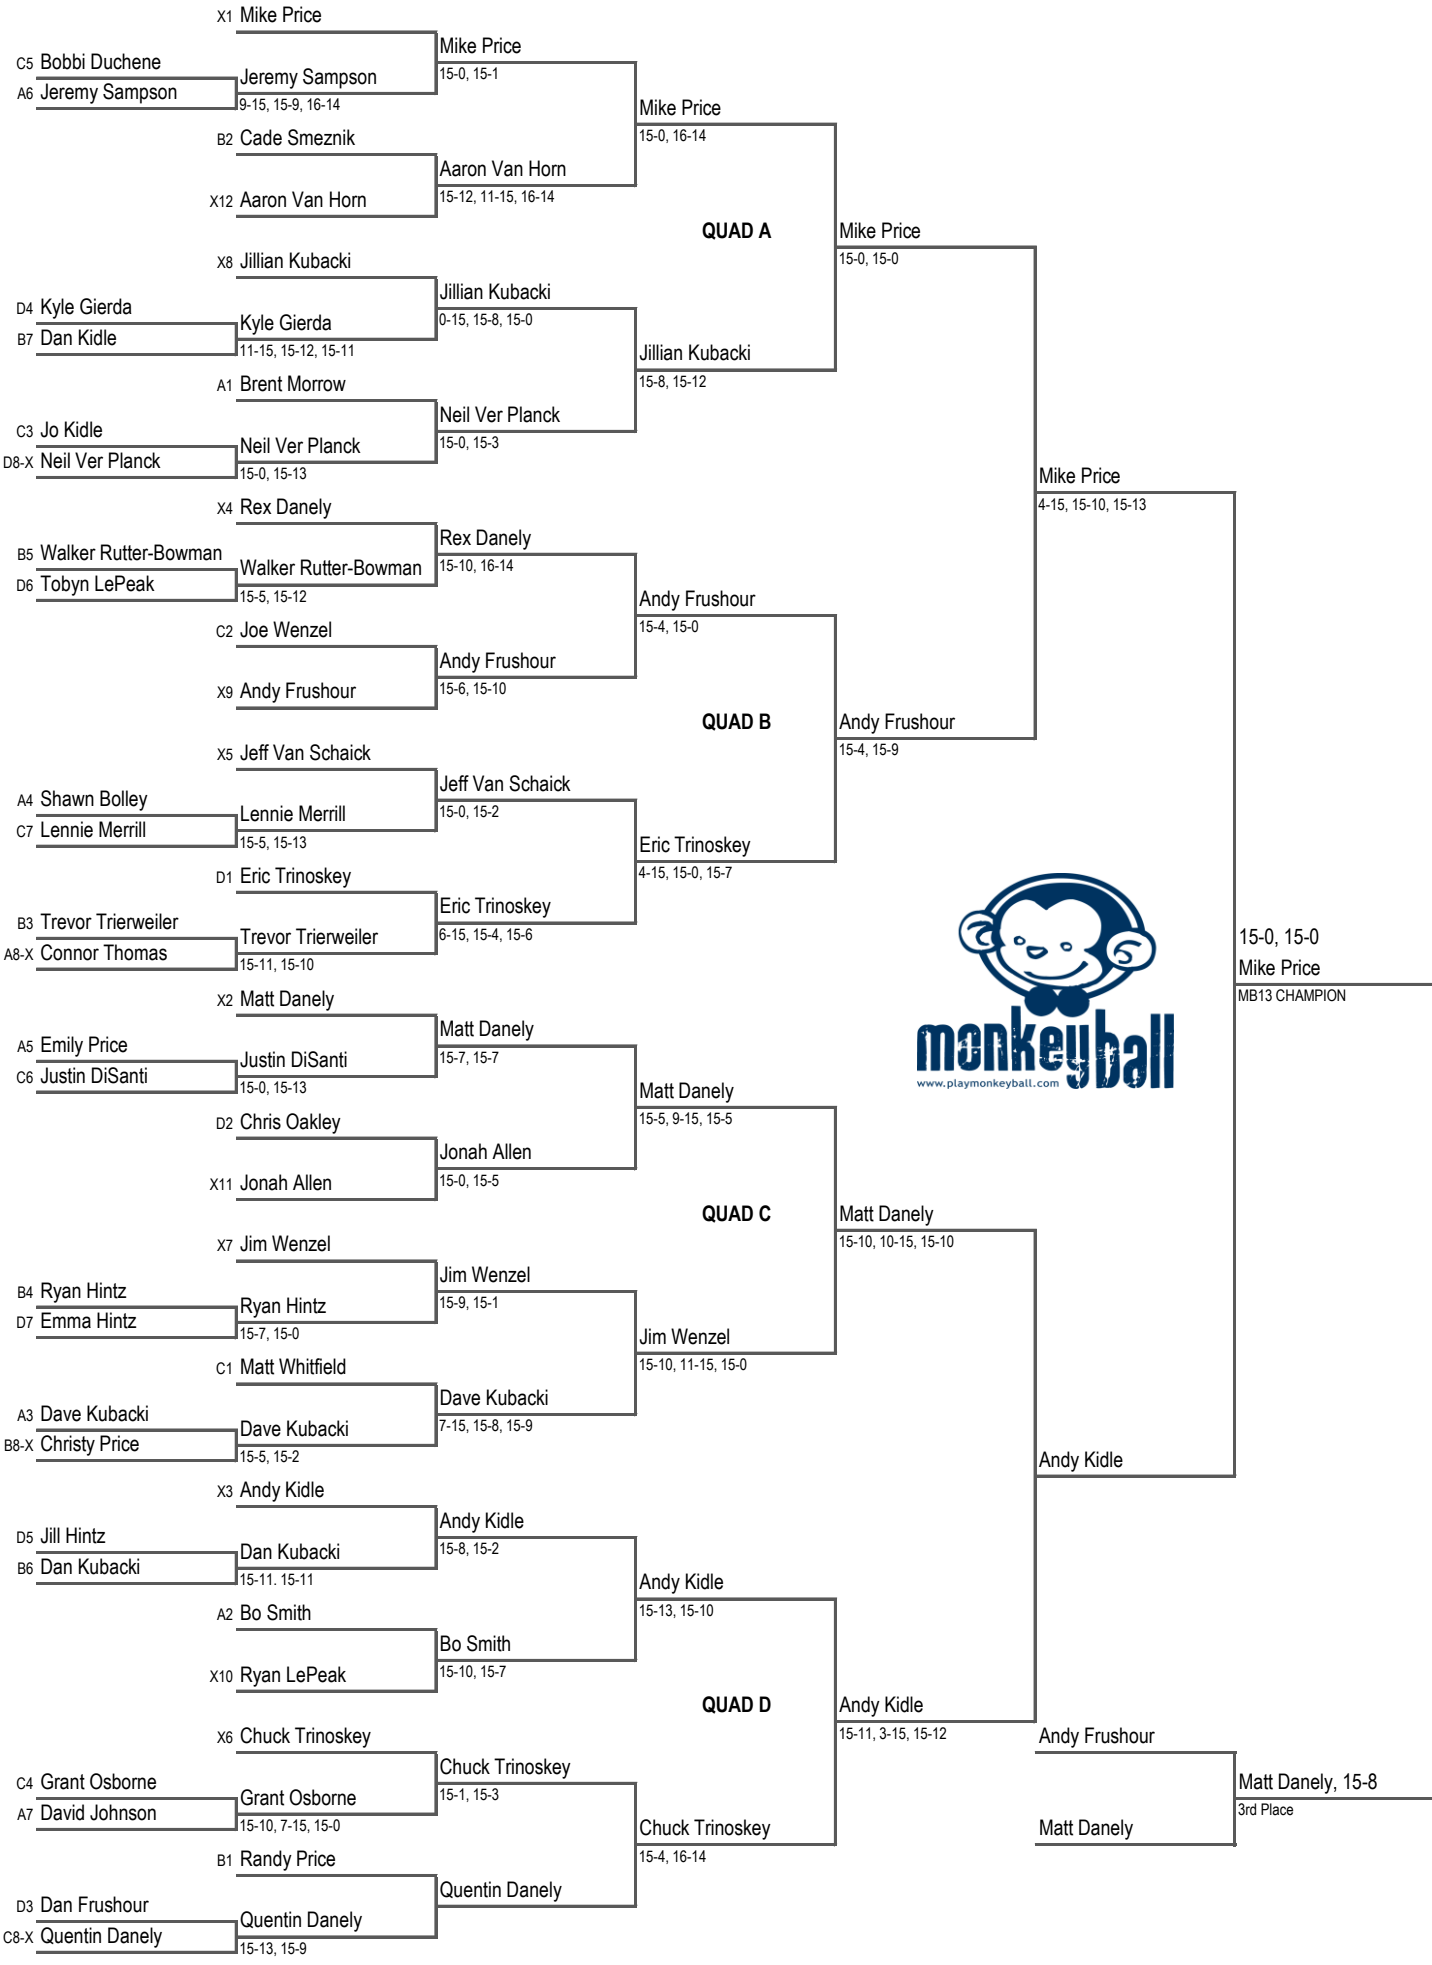 X1 Mike Price
Mike Price
C5 Bobbi Duchene
15-0, 15-1
Jeremy Sampson
A6 Jeremy Sampson
9-15, 15-9, 16-14
Mike Price
15-0, 16-14
B2 Cade Smeznik
Aaron Van Horn
15-12, 11-15, 16-14
X12 Aaron Van Horn
QUAD A
Mike Price
15-0, 15-0
X8 Jillian Kubacki
Jillian Kubacki
D4 Kyle Gierda
0-15, 15-8, 15-0
Kyle Gierda
B7 Dan Kidle
11-15, 15-12, 15-11
Jillian Kubacki
15-8, 15-12
A1 Brent Morrow
Neil Ver Planck
C3 Jo Kidle
15-0, 15-3
Neil Ver Planck
D8-X Neil Ver Planck
15-0, 15-13
Mike Price
4-15, 15-10, 15-13
X4 Rex Danely
Rex Danely
B5 Walker Rutter-Bowman
15-10, 16-14
Walker Rutter-Bowman
D6 Tobyn LePeak
15-5, 15-12
Andy Frushour
15-4, 15-0
C2 Joe Wenzel
Andy Frushour
15-6, 15-10
X9 Andy Frushour
QUAD B
Andy Frushour
15-4, 15-9
X5 Jeff Van Schaick
Jeff Van Schaick
A4 Shawn Bolley
15-0, 15-2
Lennie Merrill
C7 Lennie Merrill
15-5, 15-13
Eric Trinoskey
4-15, 15-0, 15-7
D1 Eric Trinoskey
Eric Trinoskey
B3 Trevor Trierweiler
6-15, 15-4, 15-6
Trevor Trierweiler
A8-X Connor Thomas
15-11, 15-10
15-0, 15-0
Mike Price
MB13 CHAMPION
monkeyball
www.playmonkeyball.com
X2 Matt Danely
Matt Danely
A5 Emily Price
15-7, 15-7
Justin DiSanti
C6 Justin DiSanti
15-0, 15-13
Matt Danely
15-5, 9-15, 15-5
D2 Chris Oakley
Jonah Allen
15-0, 15-5
X11 Jonah Allen
QUAD C
Matt Danely
15-10, 10-15, 15-10
X7 Jim Wenzel
Jim Wenzel
B4 Ryan Hintz
15-9, 15-1
Ryan Hintz
D7 Emma Hintz
15-7, 15-0
Jim Wenzel
15-10, 11-15, 15-0
C1 Matt Whitfield
Dave Kubacki
A3 Dave Kubacki
7-15, 15-8, 15-9
Dave Kubacki
B8-X Christy Price
15-5, 15-2
Andy Kidle
X3 Andy Kidle
Andy Kidle
D5 Jill Hintz
15-8, 15-2
Dan Kubacki
B6 Dan Kubacki
15-11. 15-11
Andy Kidle
15-13, 15-10
A2 Bo Smith
Bo Smith
15-10, 15-7
X10 Ryan LePeak
QUAD D
Andy Kidle
15-11, 3-15, 15-12
X6 Chuck Trinoskey
Andy Frushour
Chuck Trinoskey
C4 Grant Osborne
15-1, 15-3
Matt Danely, 15-8
3rd Place
Grant Osborne
A7 David Johnson
15-10, 7-15, 15-0
Chuck Trinoskey
15-4, 16-14
Matt Danely
B1 Randy Price
Quentin Danely
D3 Dan Frushour
Quentin Danely
C8-X Quentin Danely
15-13, 15-9